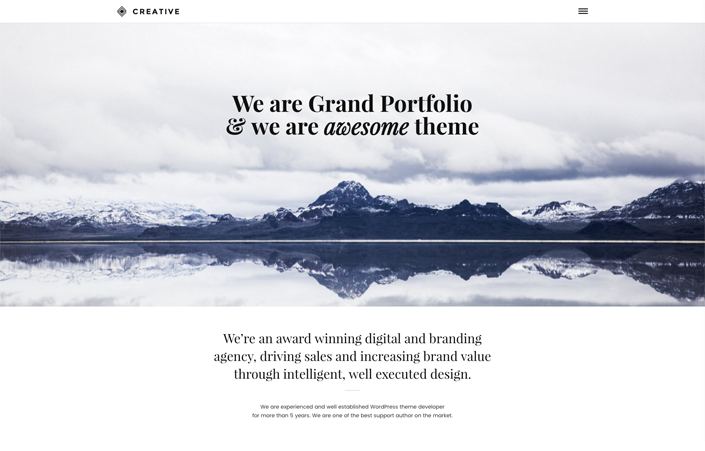 CREATIVE
We are Grand Portfolio
& we are awesome theme
We're an award winning digital and branding
agency, driving sales and increasing brand value
through intelligent, well executed design.
We are experienced and well established WordPress theme developer
for more than 5 years. We are one of the best support author on the market.